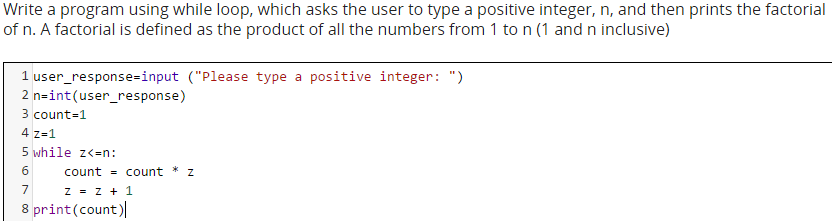 Write a program using while loop, which asks the user to type a positive integer, n, and then prints the factorial
of n. A factorial is defined as the product of all the numbers from 1 to n (1 and n inclusive)
1 user_response=input ("Please type a positive integer: ")
2 n=int(user_response)
3 count=1
4 z=1
5 while z<=n:
6     count = count * z
7     z = z + 1
8 print(count)